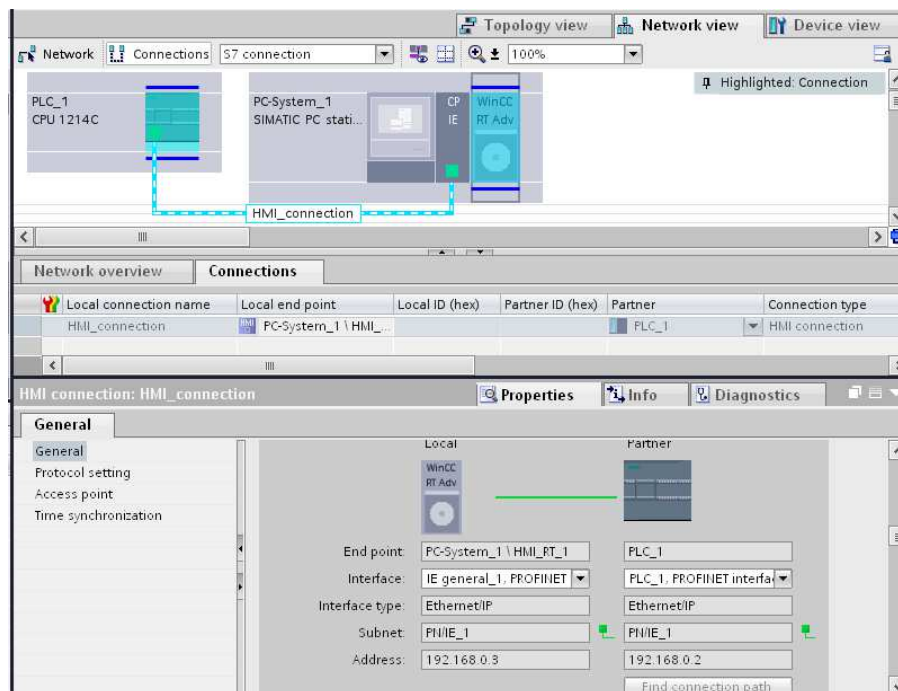 Topology view Network view Device view
Network Connections S7 connection 100%
Highlighted: Connection
PLC_1
CPU 1214C
PC-System_1
SIMATIC PC stati...
CP
IE
WinCC
RT Adv
HMI_connection
Network overview Connections
Local connection name Local end point Local ID (hex) Partner ID (hex) Partner Connection type
HMI_connection PC-System_1 \ HMI_... PLC_1 HMI connection
HMI connection: HMI_connection Properties Info Diagnostics
General
General
Protocol setting
Access point
Time synchronization
Local Partner
WinCC
RT Adv
End point: PC-System_1 \ HMI_RT_1 PLC_1
Interface: IE general_1, PROFINET PLC_1, PROFINET interfa
Interface type: Ethernet/IP Ethernet/IP
Subnet: PN/IE_1 PN/IE_1
Address: 192.168.0.3 192.168.0.2
Find connection path